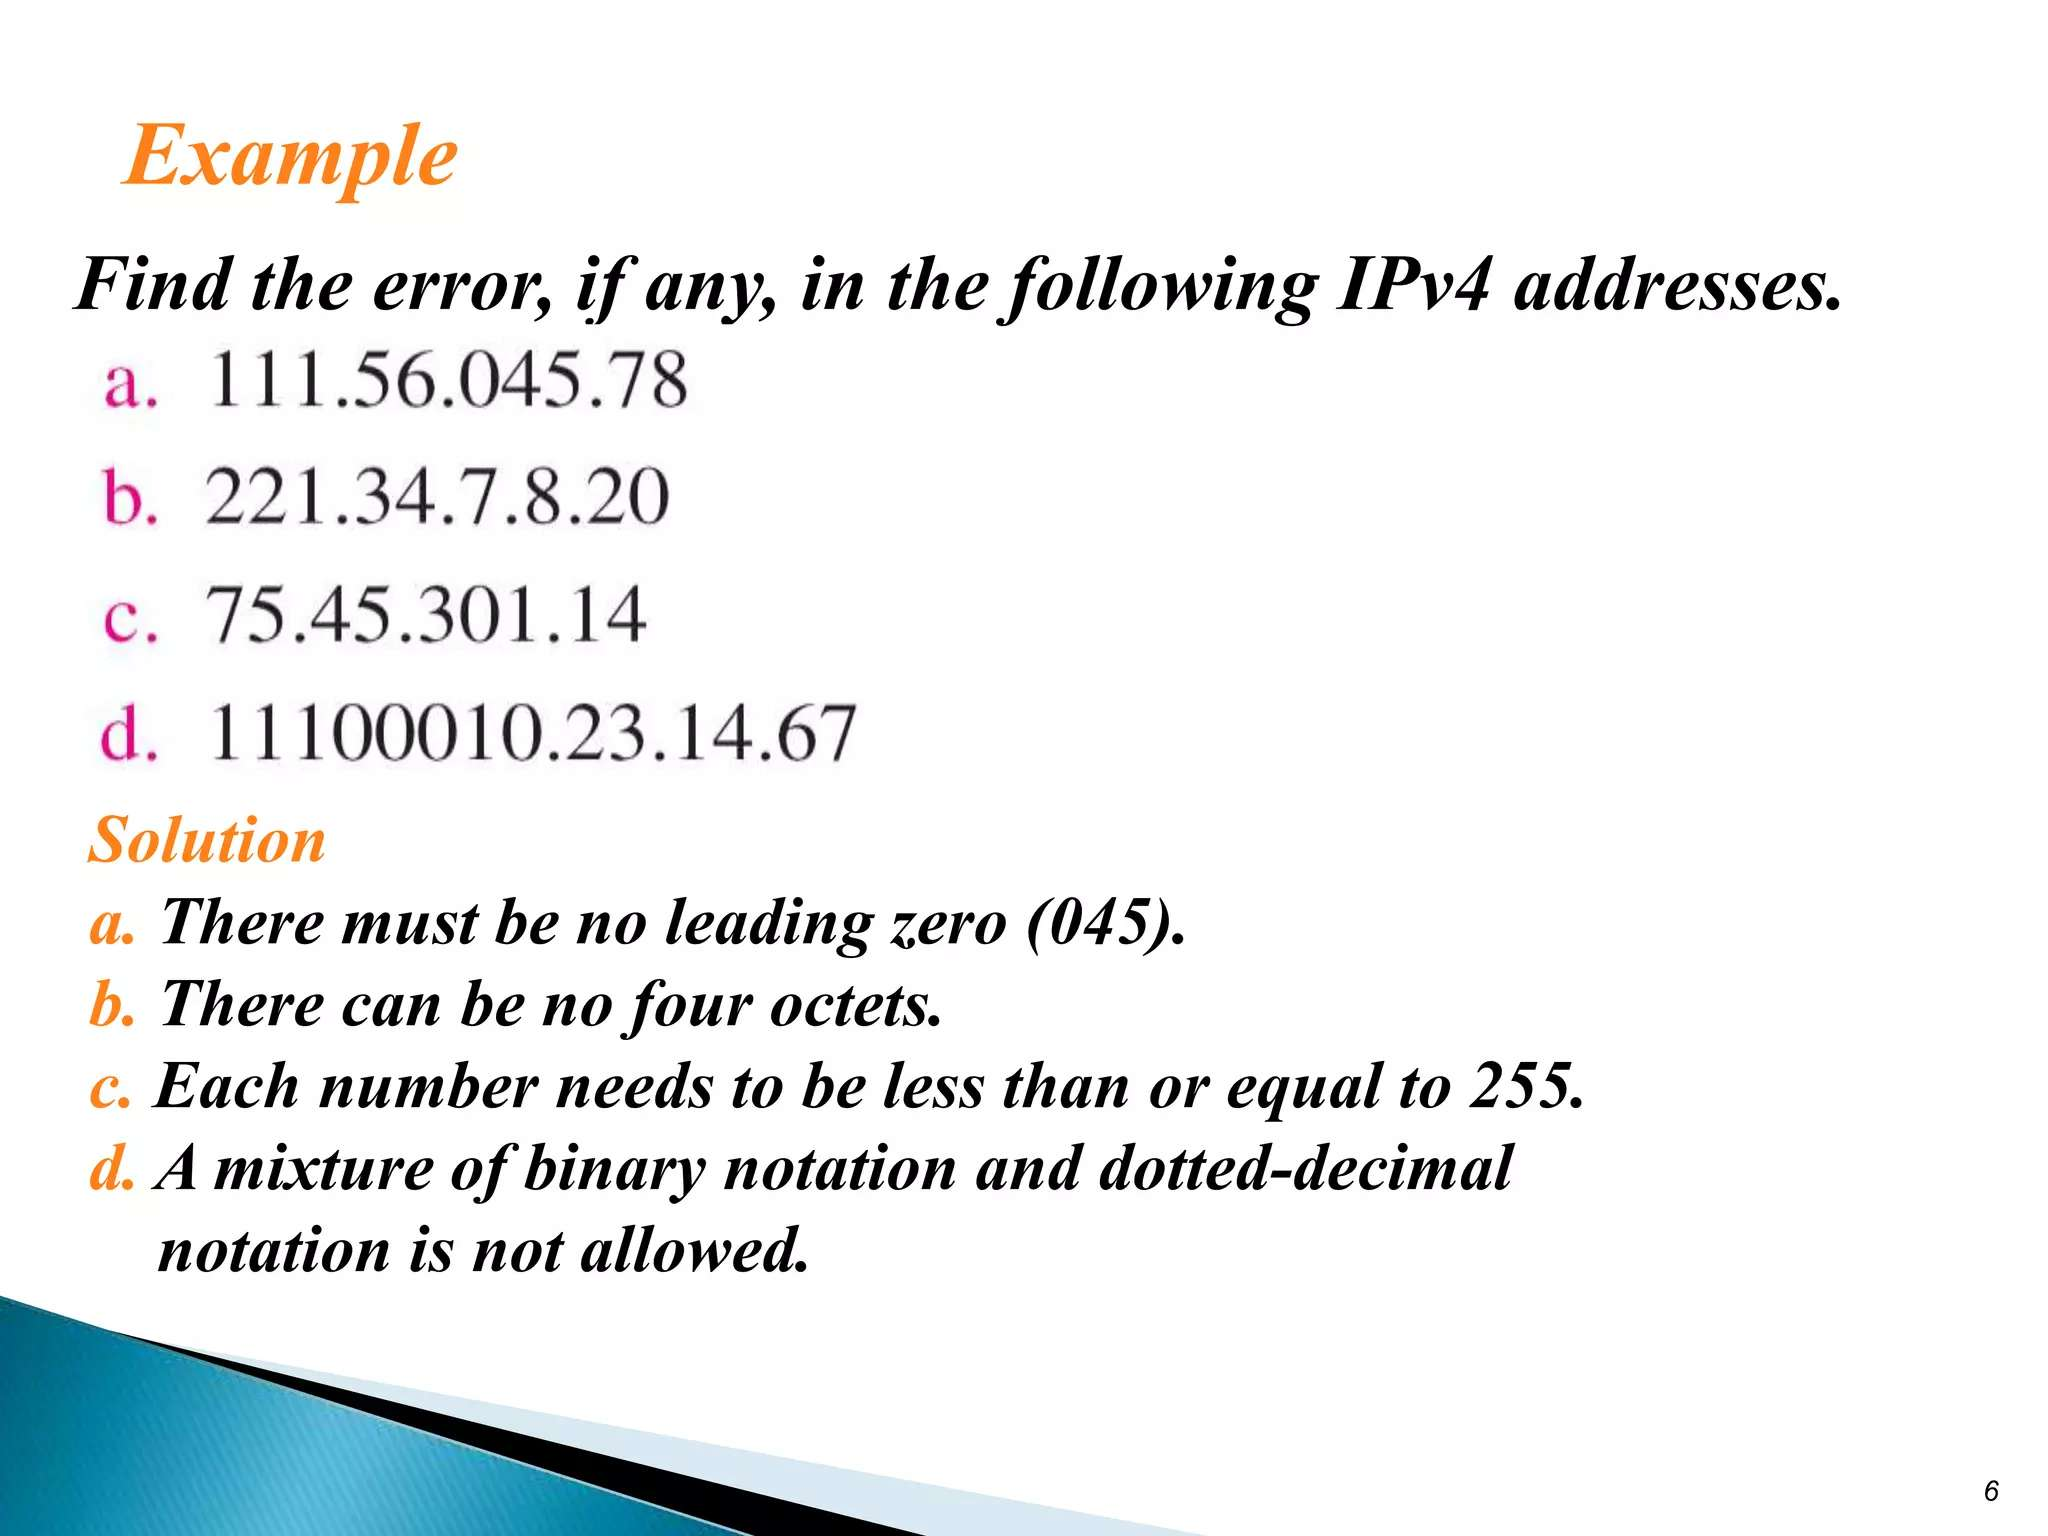 Example
Find the error, if any, in the following IPv4 addresses.
a. 111.56.045.78
b. 221.34.7.8.20
c. 75.45.301.14
d. 11100010.23.14.67
Solution
a. There must be no leading zero (045).
b. There can be no four octets.
c. Each number needs to be less than or equal to 255.
d. A mixture of binary notation and dotted-decimal
notation is not allowed.
6